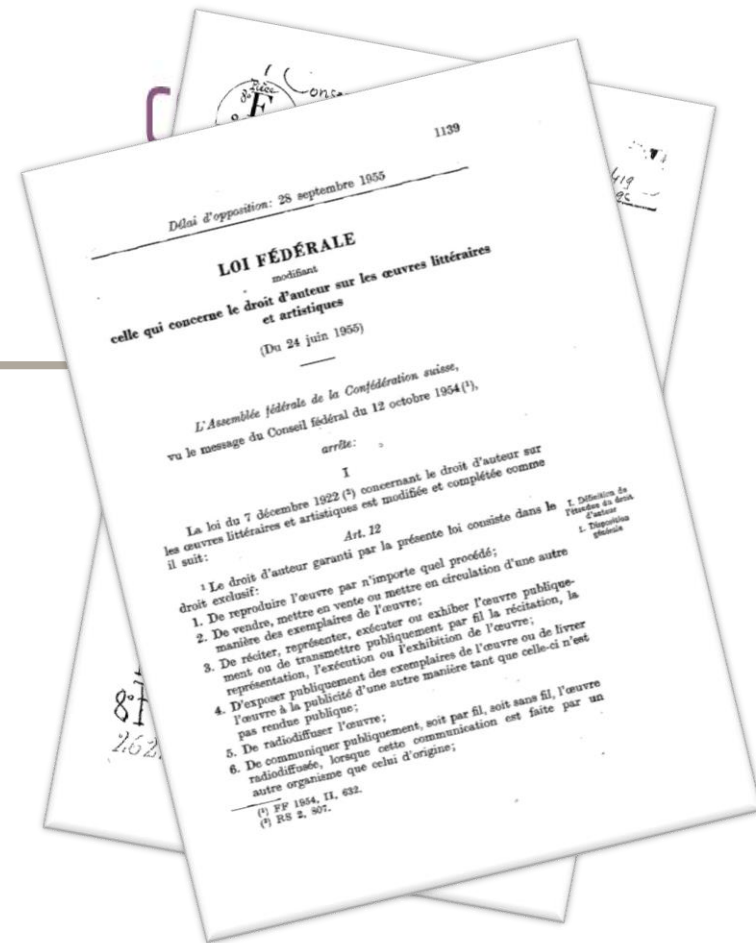 1139
Délai d'opposition: 28 septembre 1955
LOI FÉDÉRALE
modifiant
celle qui concerne le droit d'auteur sur les œuvres littéraires
et artistiques
(Du 24 juin 1955)
L'Assemblée fédérale de la Confédération suisse,
vu le message du Conseil fédéral du 12 octobre 1954 (¹),
arrête:
I
La loi du 7 décembre 1922 (²) concernant le droit d'auteur sur
les œuvres littéraires et artistiques est modifiée et complétée comme
il suit:
Art. 12
I. Définition de
l'étendue du droit
d'auteur
1. Disposition
générale
¹ Le droit d'auteur garanti par la présente loi consiste dans le
droit exclusif:
1. De reproduire l'œuvre par n'importe quel procédé;
2. De vendre, mettre en vente ou mettre en circulation d'une autre
manière des exemplaires de l'œuvre;
3. De réciter, représenter, exécuter ou exhiber l'œuvre publique-
ment ou de transmettre publiquement par fil la récitation, la
représentation, l'exécution ou l'exhibition de l'œuvre;
4. D'exposer publiquement des exemplaires de l'œuvre ou de livrer
l'œuvre à la publicité d'une autre manière tant que celle-ci n'est
pas rendue publique;
5. De radiodiffuser l'œuvre;
6. De communiquer publiquement, soit par fil, soit sans fil, l'œuvre
radiodiffusée, lorsque cette communication est faite par un
autre organisme que celui d'origine;
(¹) FF 1954, II, 632.
(²) RS 2, 807.